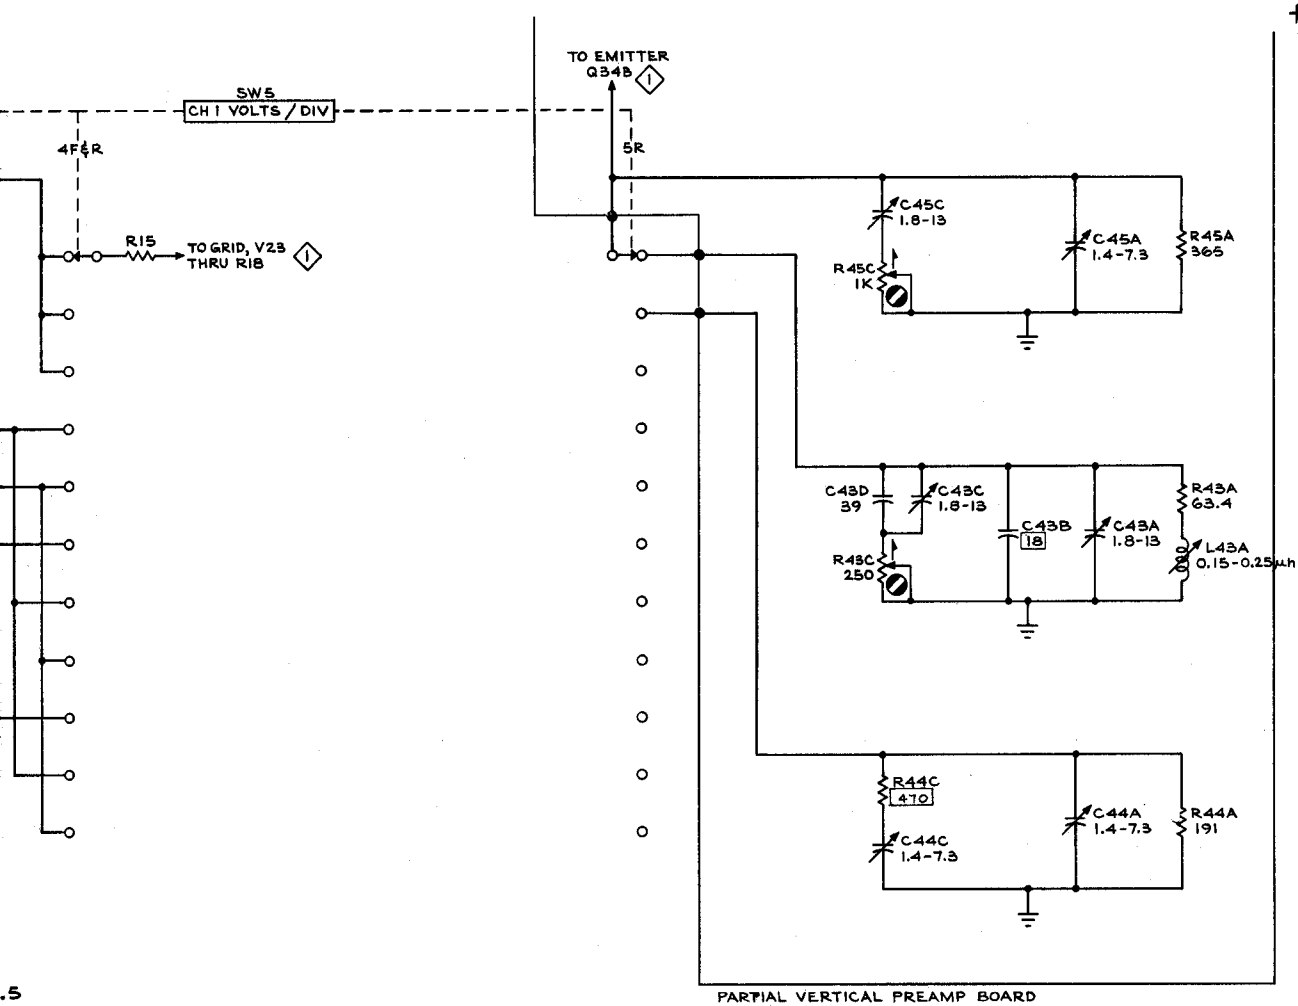 TO EMITTER
Q34B 1
SW5
CH 1 VOLTS / DIV
4F&R
5R
R15
TO GRID, V23
THRU R18
1
C45C
1.8-13
R45C
1K
C45A
1.4-7.3
R45A
365
C43D
39
C43C
1.8-13
R43C
250
C43B
18
C43A
1.8-13
R43A
63.4
L43A
0.15-0.25µh
R44C
470
C44C
1.4-7.3
C44A
1.4-7.3
R44A
191
.5
PARTIAL VERTICAL PREAMP BOARD